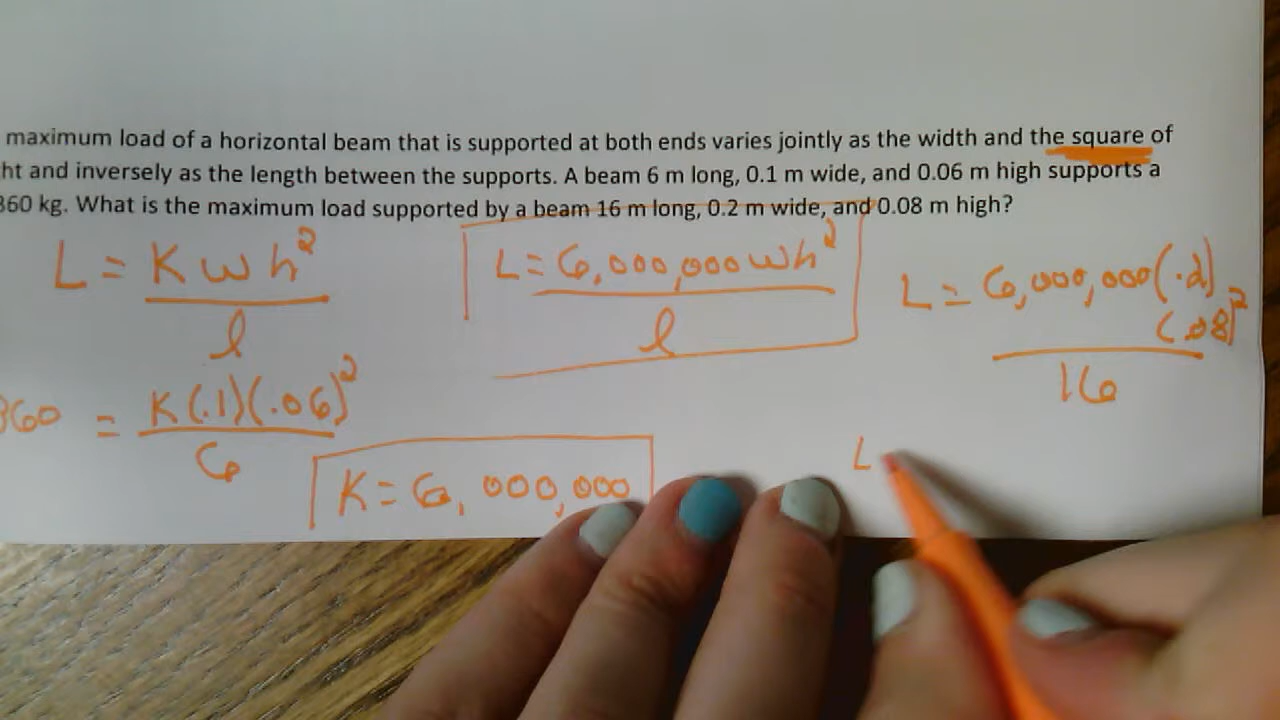 maximum load of a horizontal beam that is supported at both ends varies jointly as the width and the square of
ht and inversely as the length between the supports. A beam 6 m long, 0.1 m wide, and 0.06 m high supports a
360 kg. What is the maximum load supported by a beam 16 m long, 0.2 m wide, and 0.08 m high?
L = K w h²
l
L = 6,000,000 w h²
l
L = 6,000,000 (.2)
(.08)²
16
360 = K (.1)(.06)²
6
K = 6,000,000
L